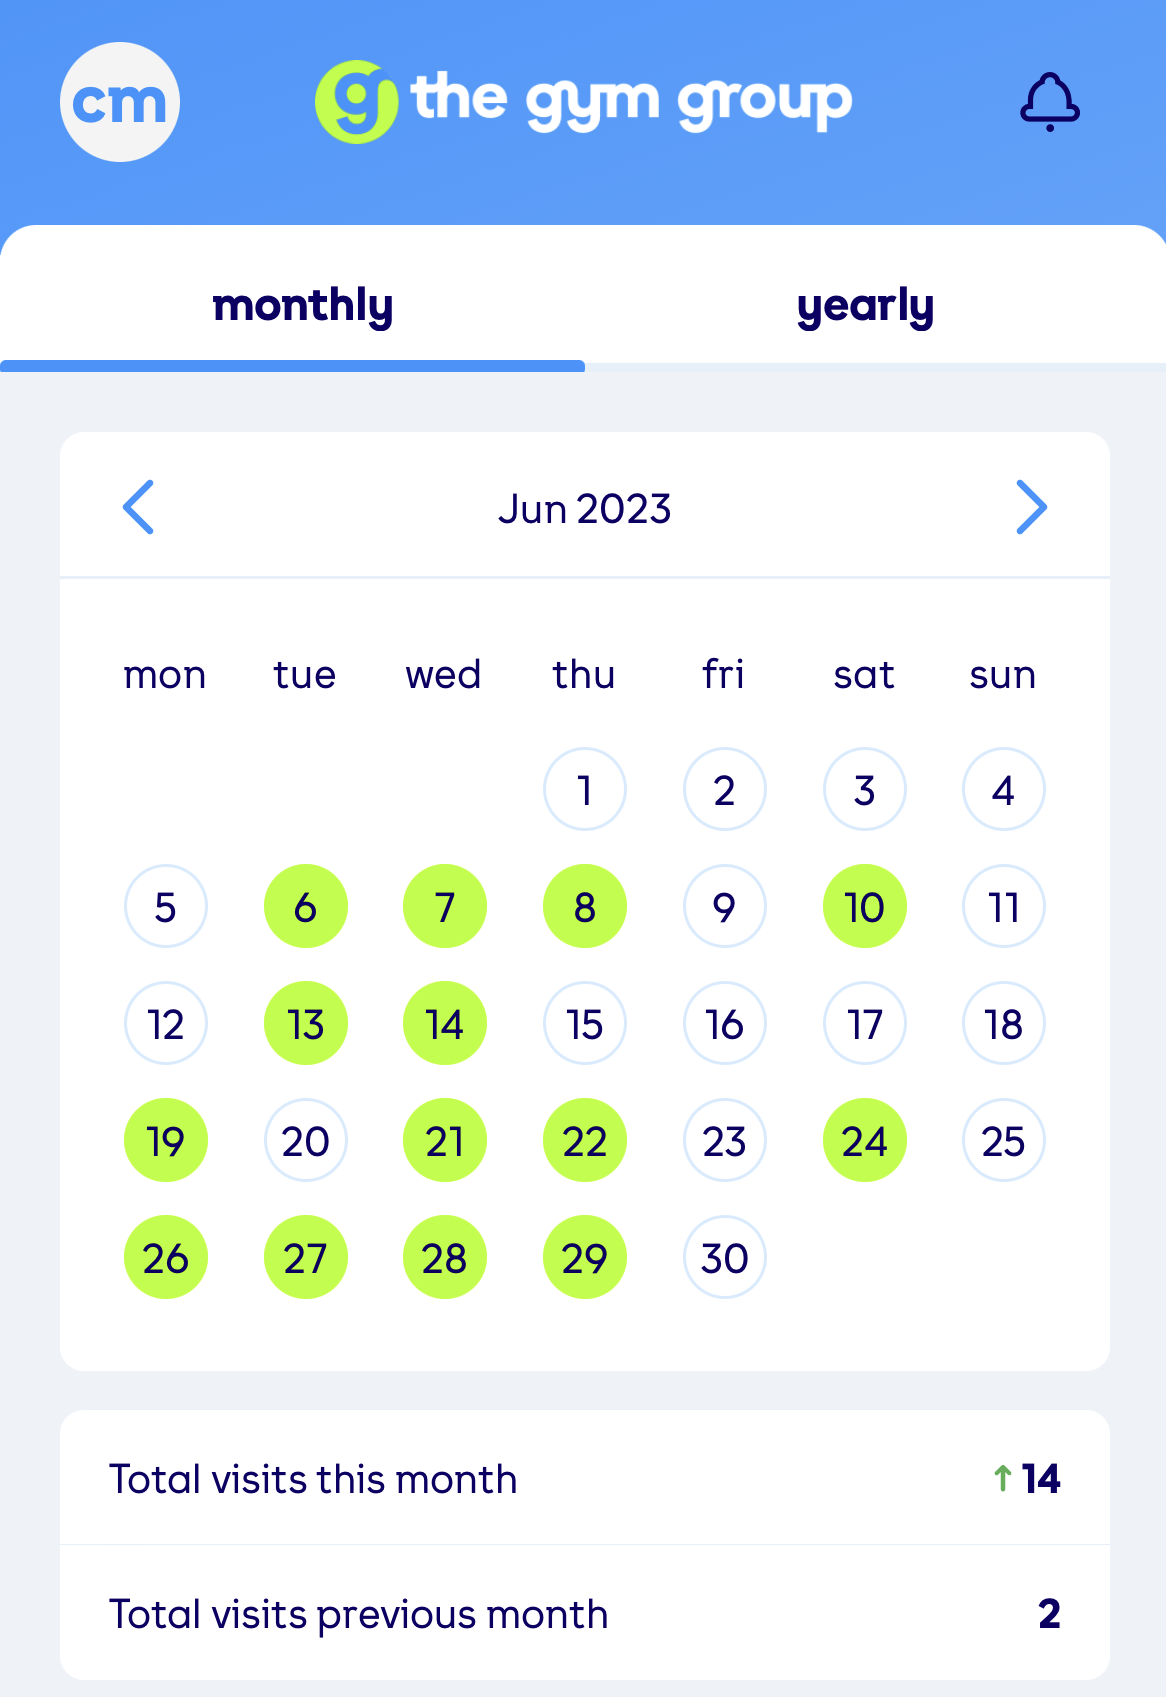 cm the gym group
monthly yearly
Jun 2023
mon tue wed thu fri sat sun
1 2 3 4
5 6 7 8 9 10 11
12 13 14 15 16 17 18
19 20 21 22 23 24 25
26 27 28 29 30
Total visits this month ↑ 14
Total visits previous month 2